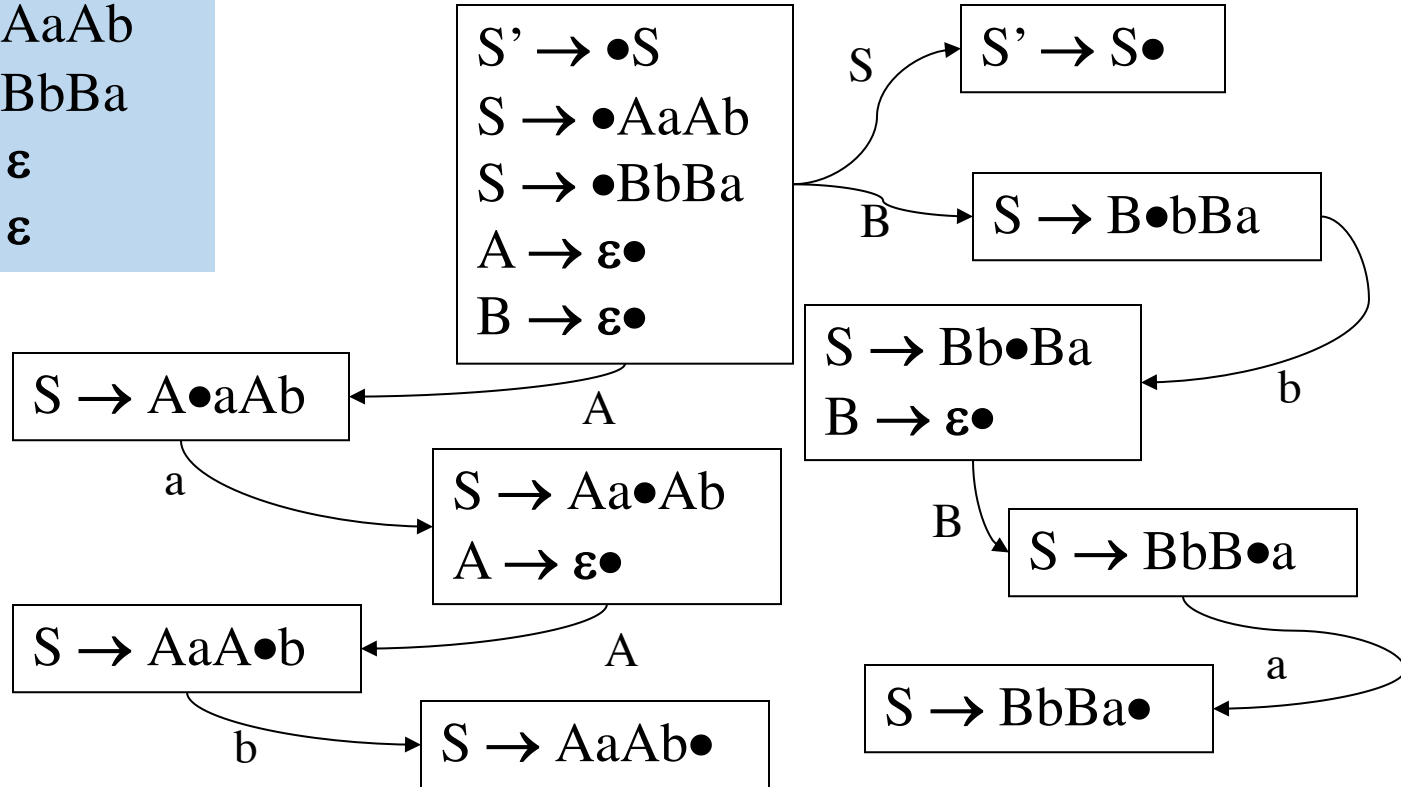 AaAb
BbBa
ε
ε
S’ → •S
S → •AaAb
S → •BbBa
A → ε•
B → ε•
S
S’ → S•
B
S → B•bBa
b
S → Bb•Ba
B → ε•
A
S → A•aAb
a
S → Aa•Ab
A → ε•
B
S → BbB•a
A
S → AaA•b
a
S → BbBa•
b
S → AaAb•